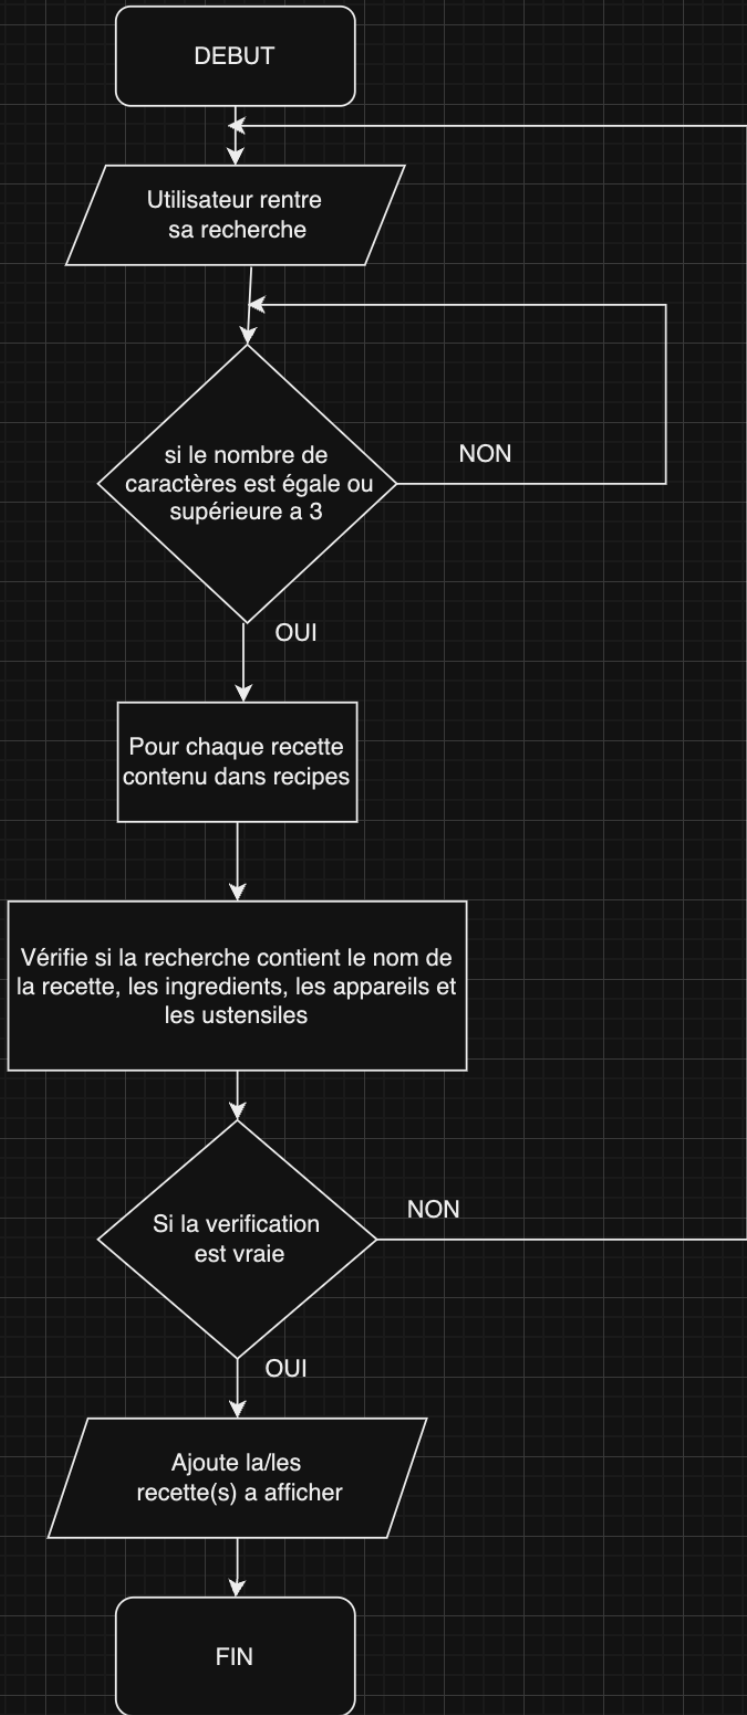 DEBUT
Utilisateur rentre
sa recherche
si le nombre de
caractères est égale ou
supérieure a 3
NON
OUI
Pour chaque recette
contenu dans recipes
Vérifie si la recherche contient le nom de
la recette, les ingredients, les appareils et
les ustensiles
Si la verification
est vraie
NON
OUI
Ajoute la/les
recette(s) a afficher
FIN